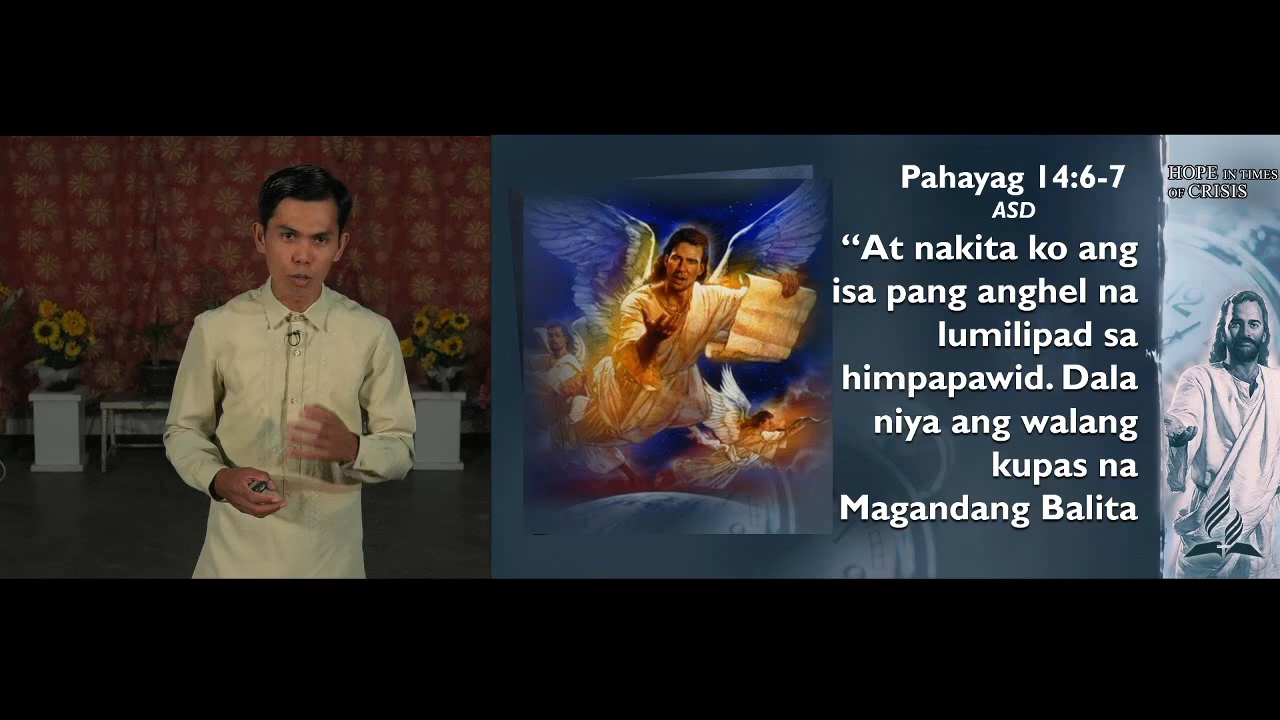 Pahayag 14:6-7
ASD
“At nakita ko ang
isa pang anghel na
lumilipad sa
himpapawid. Dala
niya ang walang
kupas na
Magandang Balita
HOPE IN TIMES
OF CRISIS